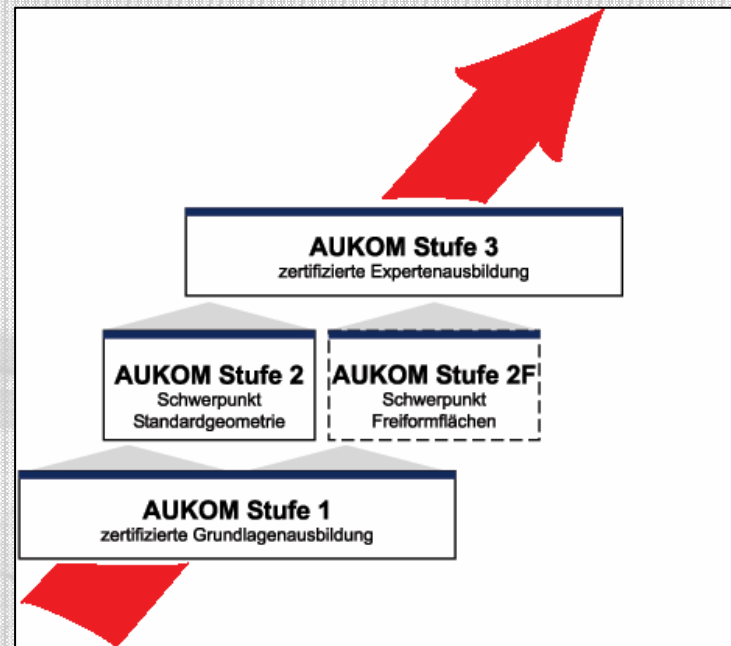 AUKOM Stufe 3
zertifizierte Expertenausbildung
AUKOM Stufe 2
Schwerpunkt
Standardgeometrie
AUKOM Stufe 2F
Schwerpunkt
Freiformflächen
AUKOM Stufe 1
zertifizierte Grundlagenausbildung